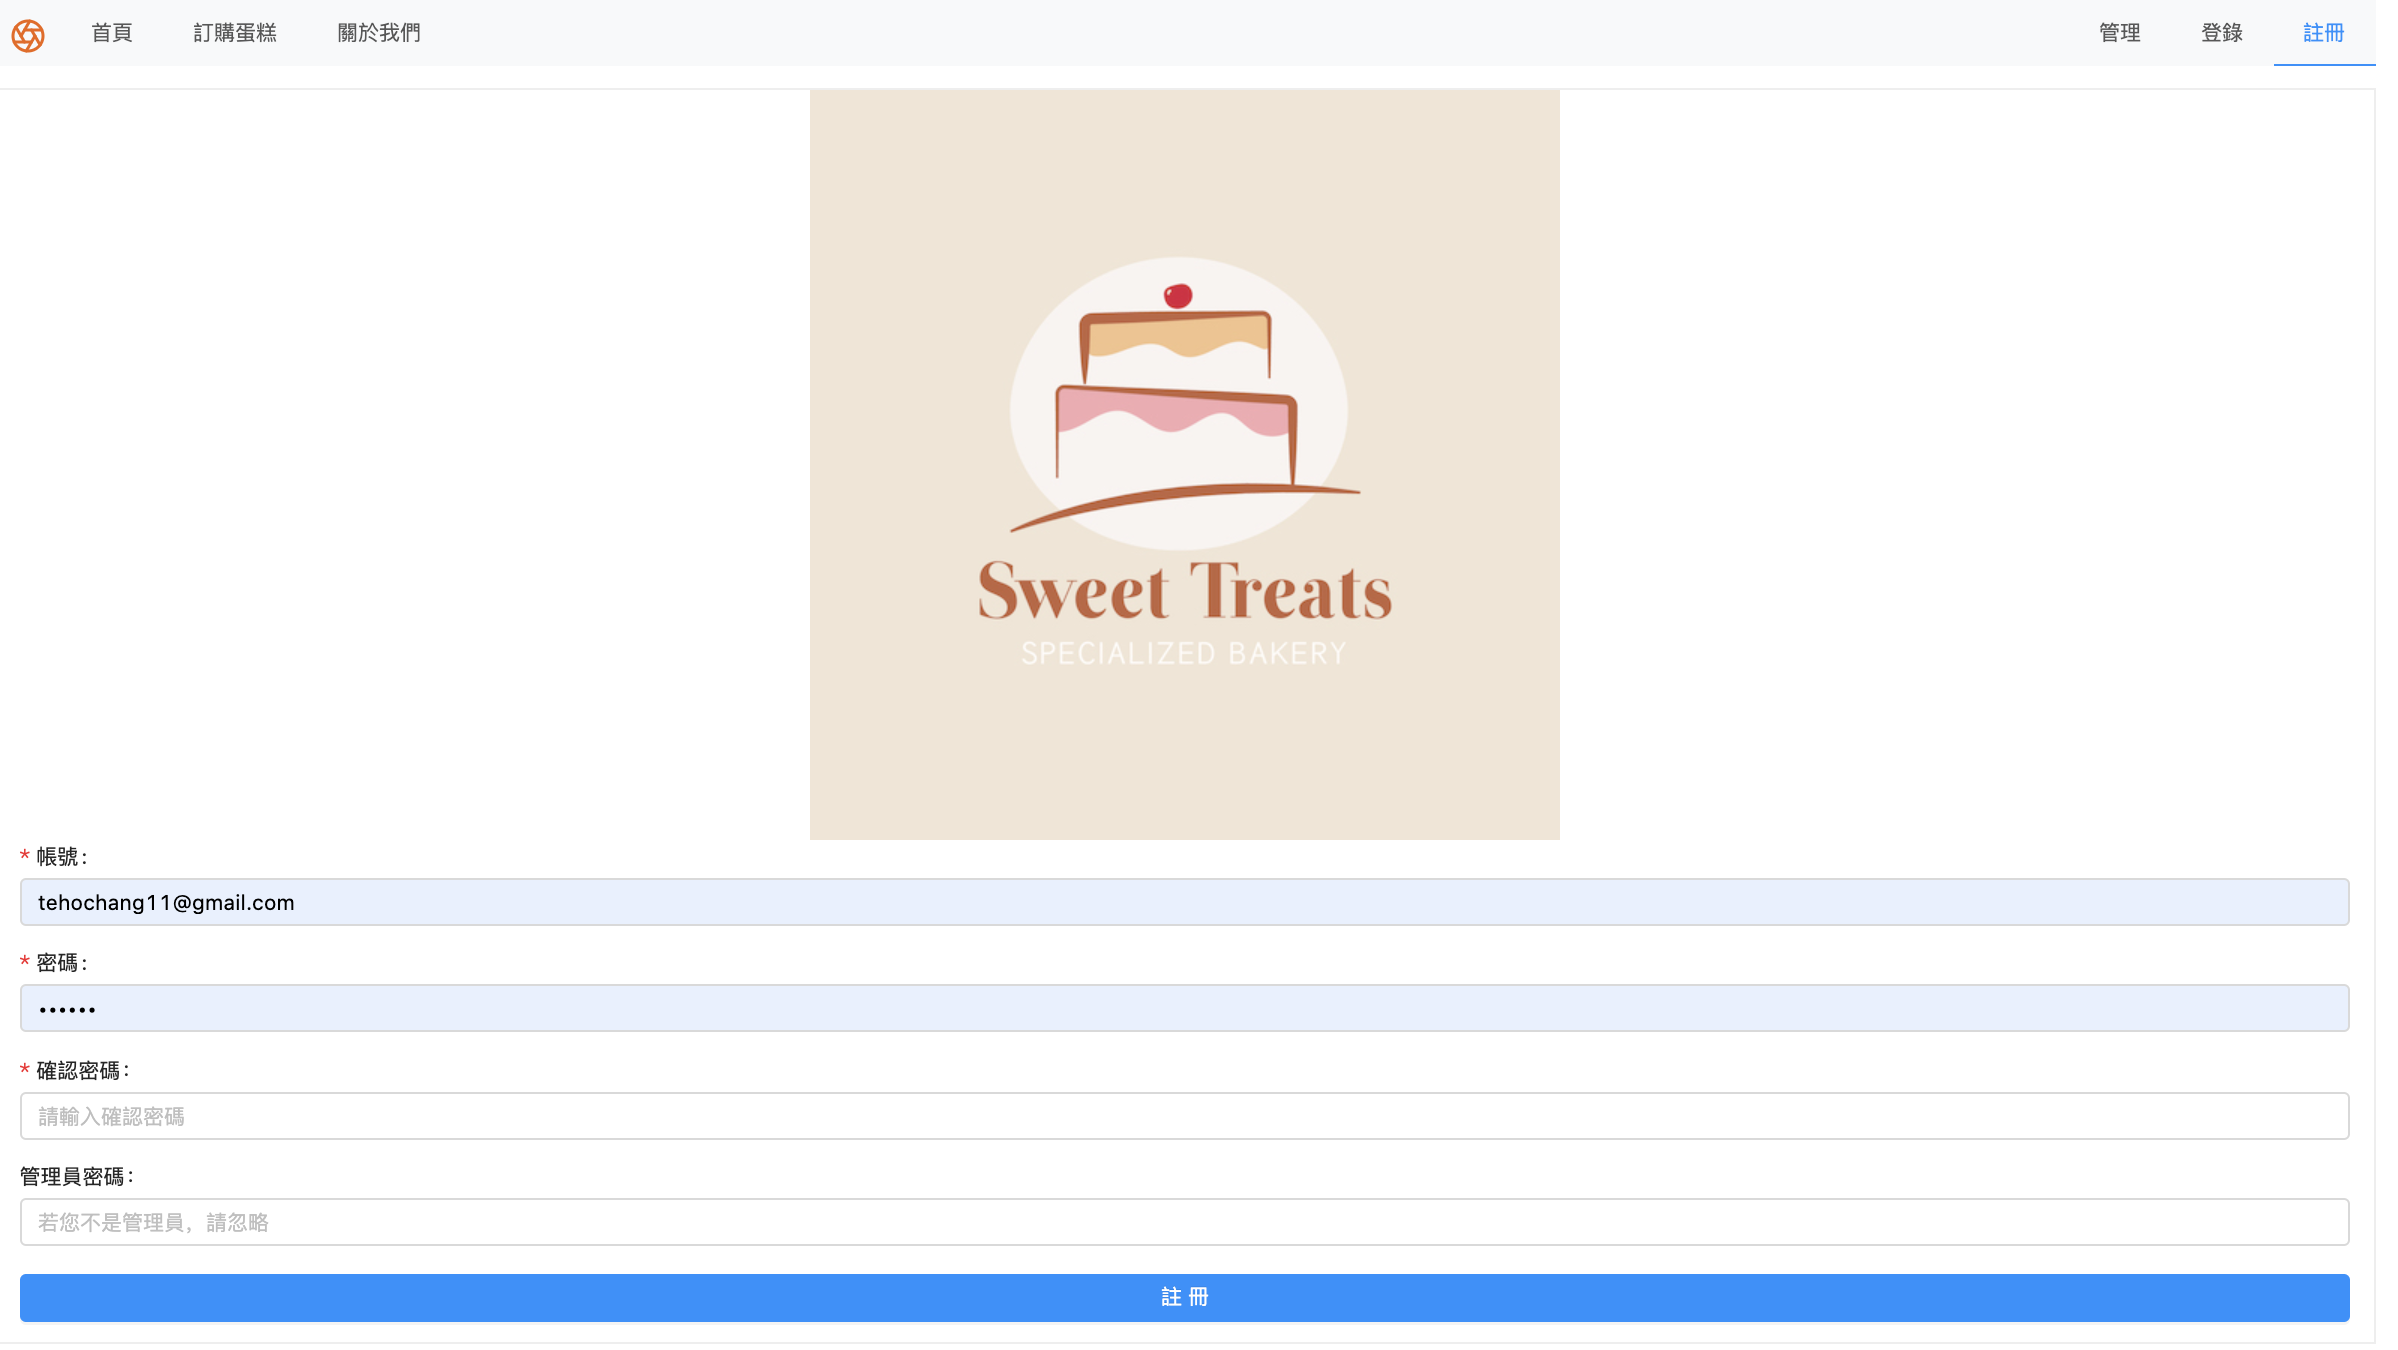 首頁 訂購蛋糕 關於我們 管理 登錄 註冊
Sweet Treats
SPECIALIZED BAKERY
* 帳號:
tehochang11@gmail.com
* 密碼:
••••••
* 確認密碼:
請輸入確認密碼
管理員密碼:
若您不是管理員，請忽略
註 冊